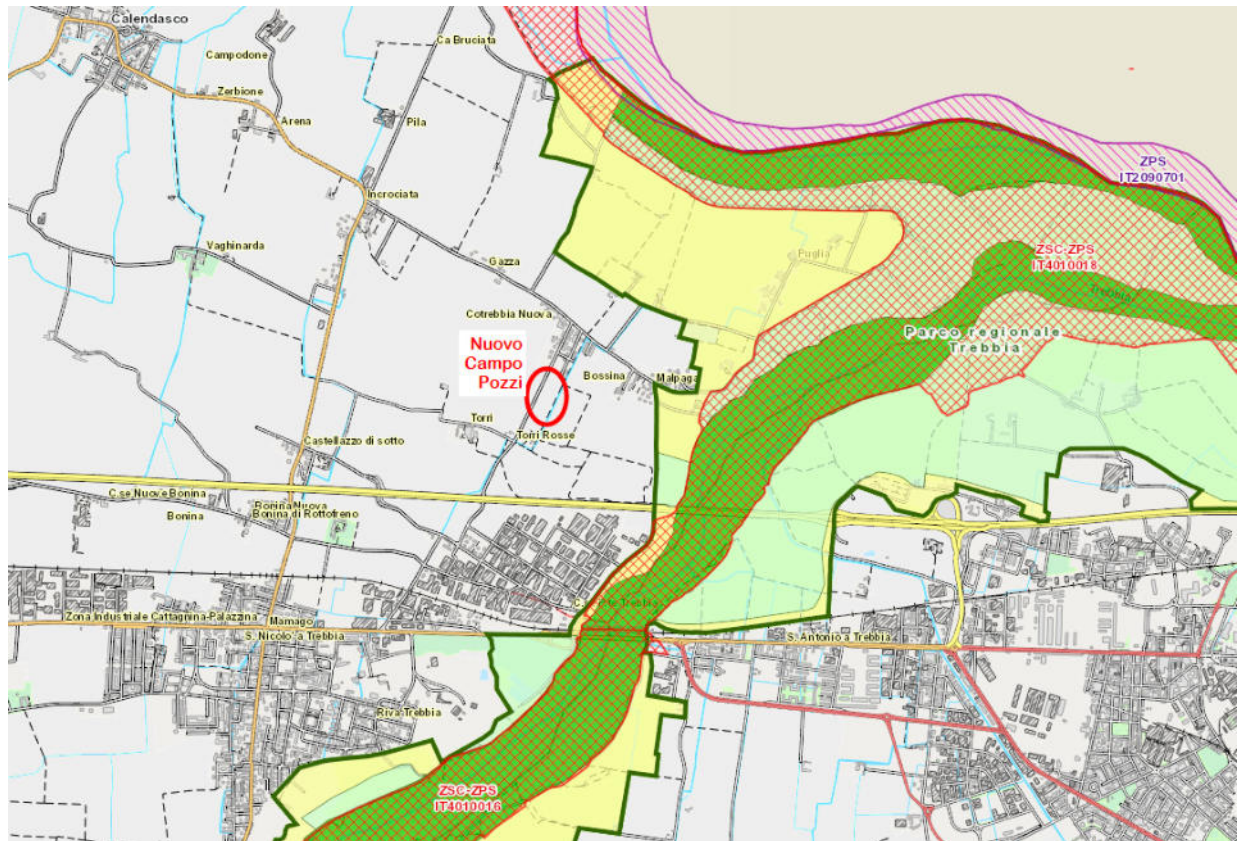 Calendasco
Ca Bruciata
Campodone
Zerbione
Arena
Pila
ZPS
IT2090701
Incrociata
Vaghinarda
Gazza
Puglia
ZSC-ZPS
IT4010018
Trebbia
Parco regionale
Trebbia
Cotrebbia Nuova
Nuovo
Campo
Pozzi
Bossina
Malpaga
Torri
Torri Rosse
Castellazzo di sotto
C.se Nuove Bonina
Bonina Nuova
Bonina di Rottofreno
Bonina
Zona Industriale Cattagnina-Palazzina
Mamago
S. Nicolo' a Trebbia
S. Antonio a Trebbia
Riva Trebbia
ZSC-ZPS
IT4010016